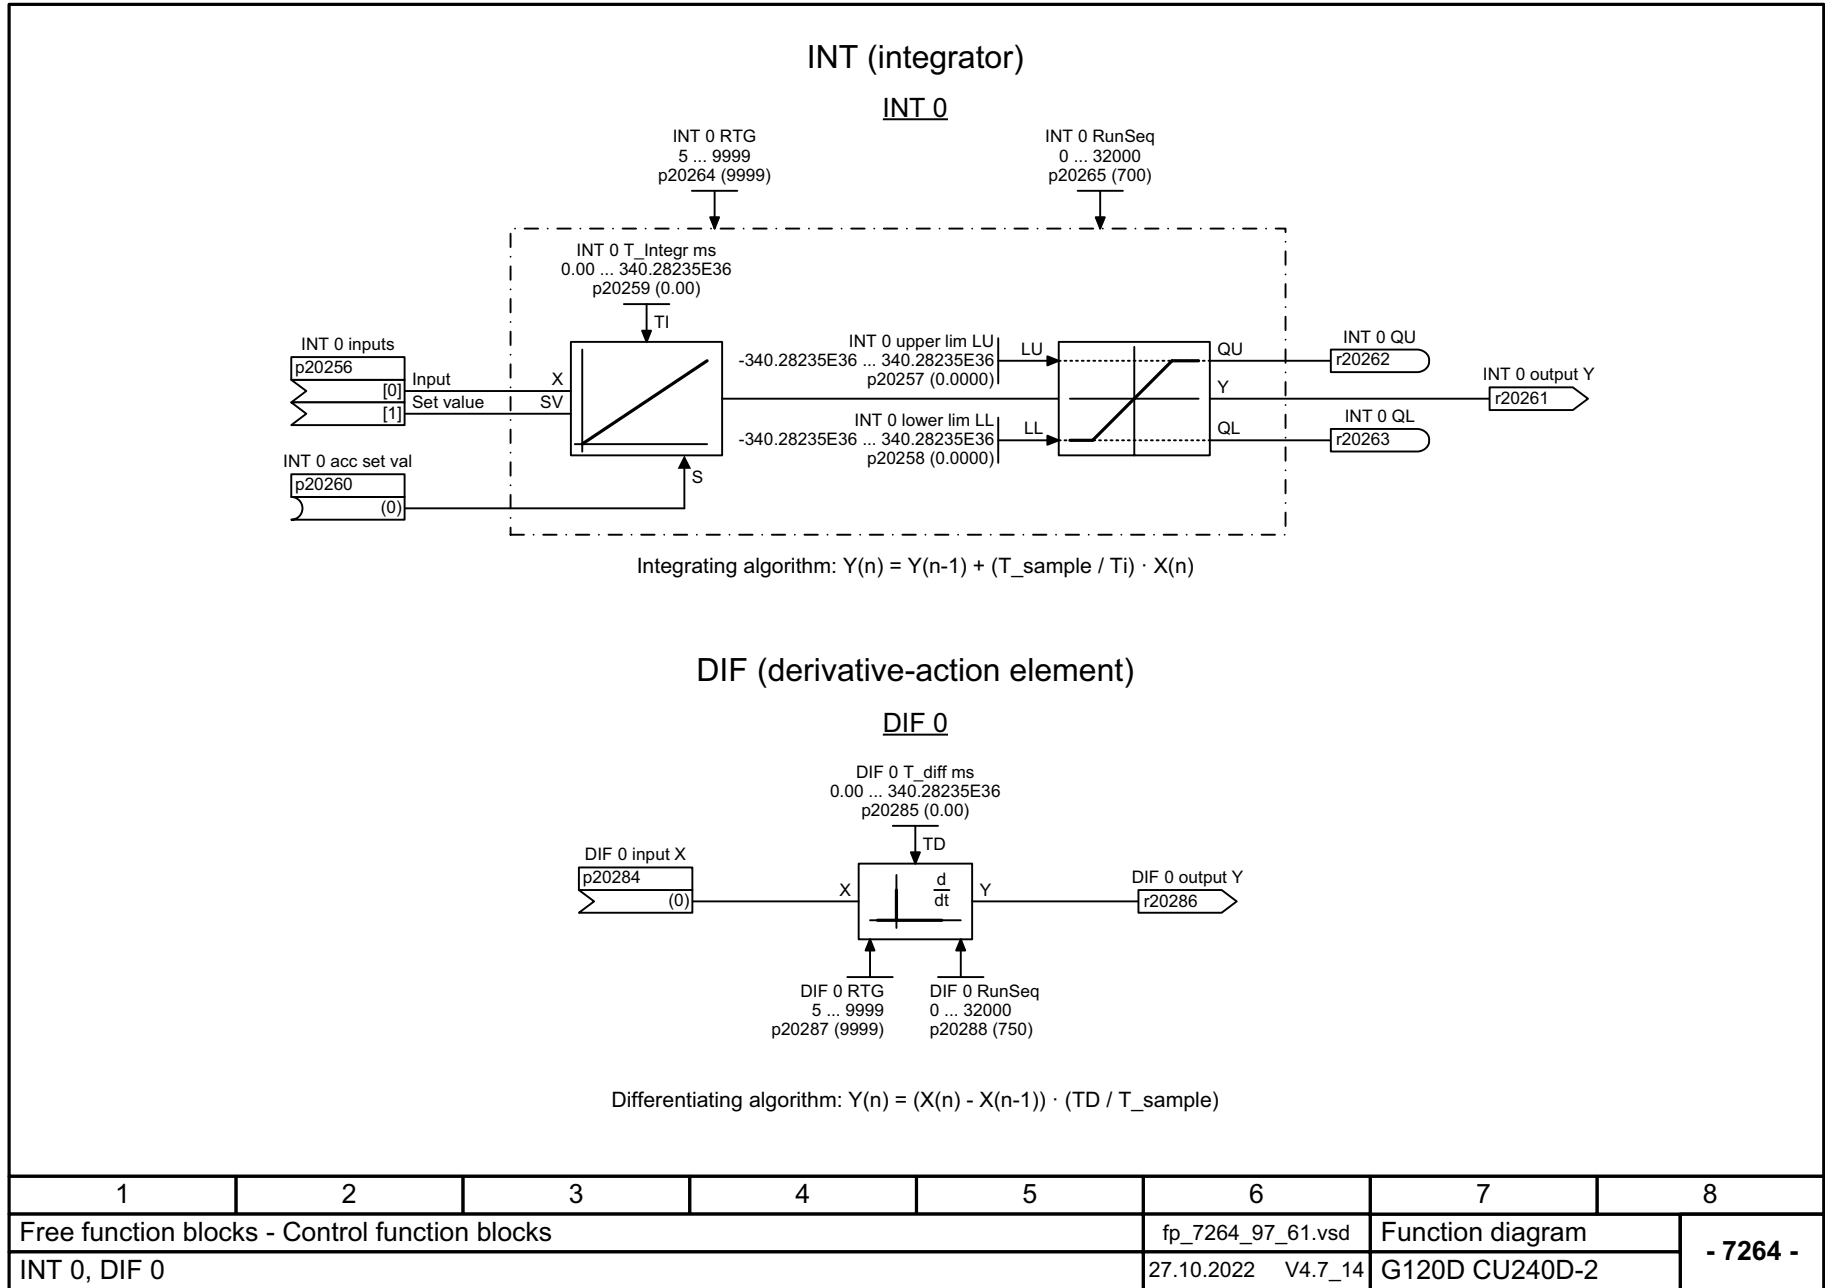 INT (integrator)
INT 0
INT 0 RTG
5 ... 9999
p20264 (9999)
INT 0 RunSeq
0 ... 32000
p20265 (700)
INT 0 T_Integr ms
0.00 ... 340.28235E36
p20259 (0.00)
TI
INT 0 inputs
p20256
[0]
[1]
Input
Set value
X
SV
INT 0 acc set val
p20260
(0)
S
INT 0 upper lim LU
-340.28235E36 ... 340.28235E36
p20257 (0.0000)
LU
INT 0 lower lim LL
-340.28235E36 ... 340.28235E36
p20258 (0.0000)
LL
QU
Y
QL
INT 0 QU
r20262
INT 0 output Y
r20261
INT 0 QL
r20263
Integrating algorithm: Y(n) = Y(n-1) + (T_sample / Ti) · X(n)
DIF (derivative-action element)
DIF 0
DIF 0 T_diff ms
0.00 ... 340.28235E36
p20285 (0.00)
TD
DIF 0 input X
p20284
(0)
X
d
dt
Y
DIF 0 output Y
r20286
DIF 0 RTG
5 ... 9999
p20287 (9999)
DIF 0 RunSeq
0 ... 32000
p20288 (750)
Differentiating algorithm: Y(n) = (X(n) - X(n-1)) · (TD / T_sample)
1 2 3 4 5 6 7 8
Free function blocks - Control function blocks
fp_7264_97_61.vsd
Function diagram
- 7264 -
INT 0, DIF 0
27.10.2022 V4.7_14
G120D CU240D-2